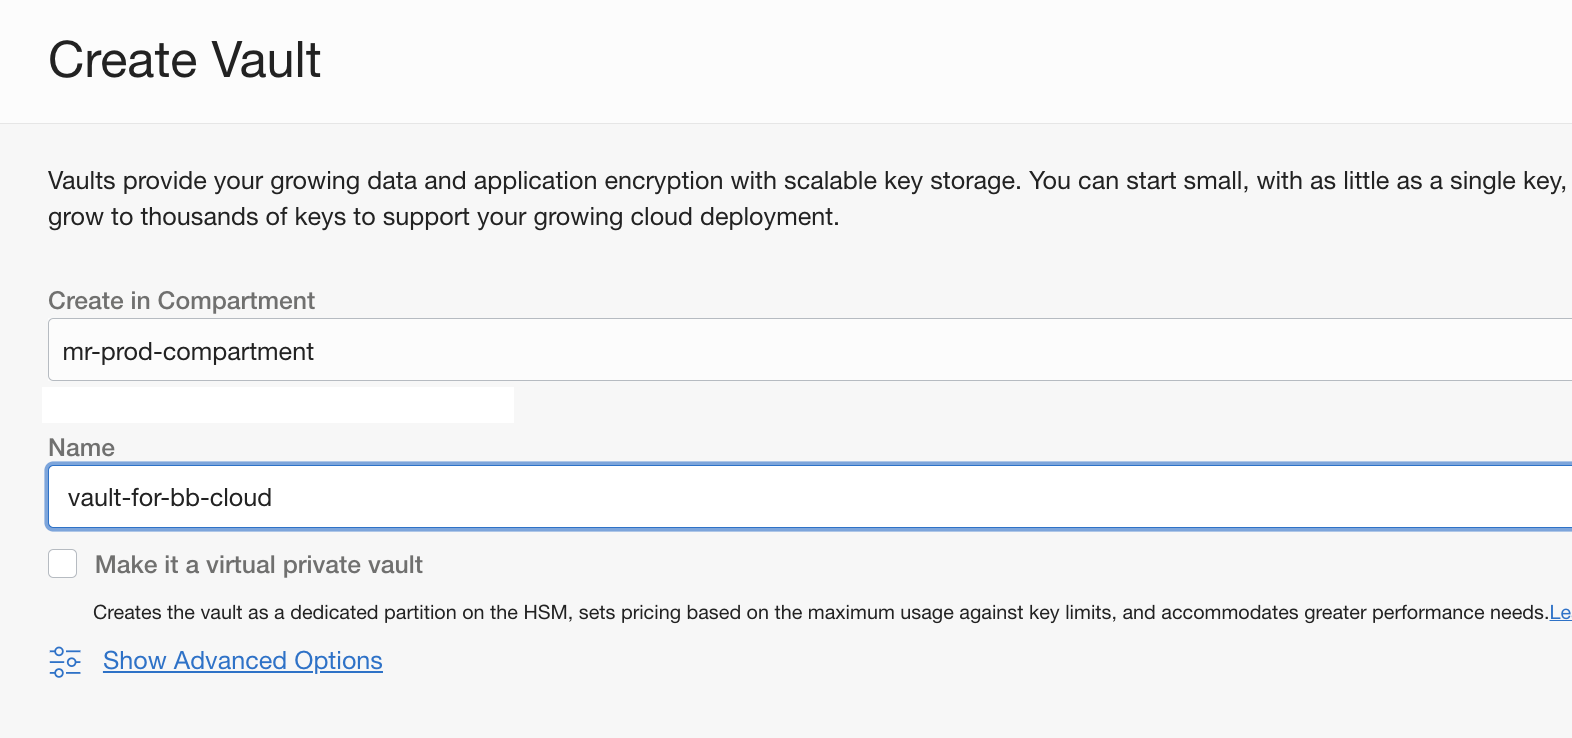 Create Vault
Vaults provide your growing data and application encryption with scalable key storage. You can start small, with as little as a single key,
grow to thousands of keys to support your growing cloud deployment.
Create in Compartment
mr-prod-compartment
Name
vault-for-bb-cloud
Make it a virtual private vault
Creates the vault as a dedicated partition on the HSM, sets pricing based on the maximum usage against key limits, and accommodates greater performance needs.Le
Show Advanced Options